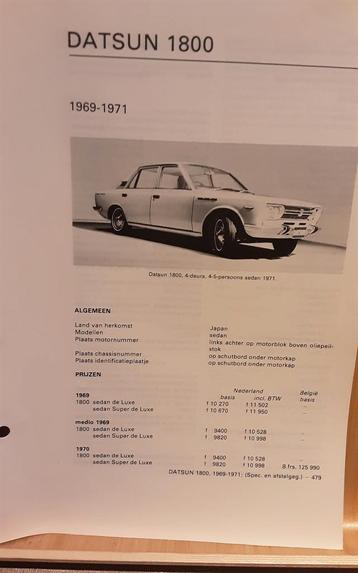 DATSUN 1800
1969-1971
Datsun 1800, 4-deurs, 4-5-persoons sedan 1971.
ALGEMEEN
Land van herkomst Japan
Modellen sedan
Plaats motornummer links achter op motorblok boven oliepeil-
stok
Plaats chassisnummer op schutbord onder motorkap
Plaats identificatieplaatje op schutbord onder motorkap
PRIJZEN
Nederland België
basis incl. BTW basis
1969
1800 sedan de Luxe f 10 270 f 11 502 –
sedan Super de Luxe f 10 670 f 11 950 –
medio 1969
1800 sedan de Luxe f 9400 f 10 528 –
sedan Super de Luxe f 9820 f 10 998 –
1970
1800 sedan de Luxe f 9400 f 10 528 –
sedan Super de Luxe f 9820 f 10 998 B frs. 125 990
DATSUN 1800, 1969-1971; (Spec. en afstelgeg.) – 479